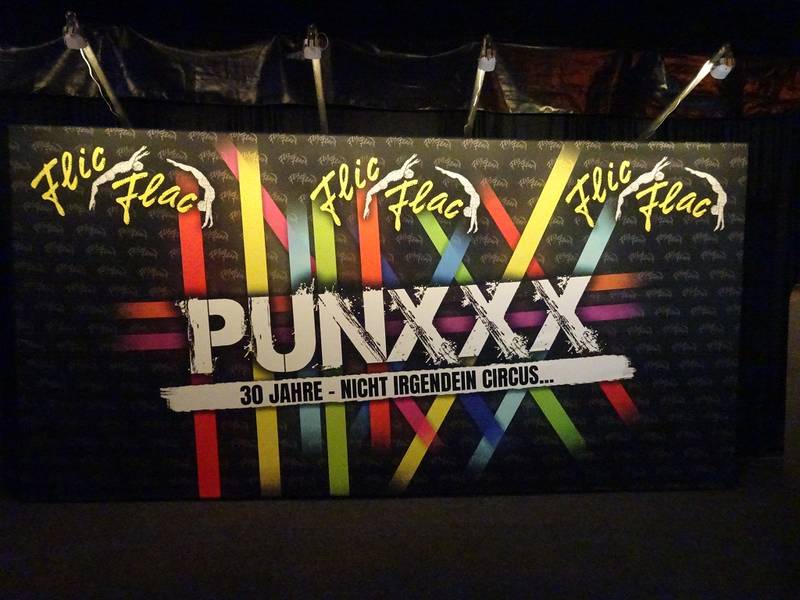 Flic Flac Flic Flac Flic Flac
PUNXXX
30 JAHRE - NICHT IRGENDEIN CIRCUS...